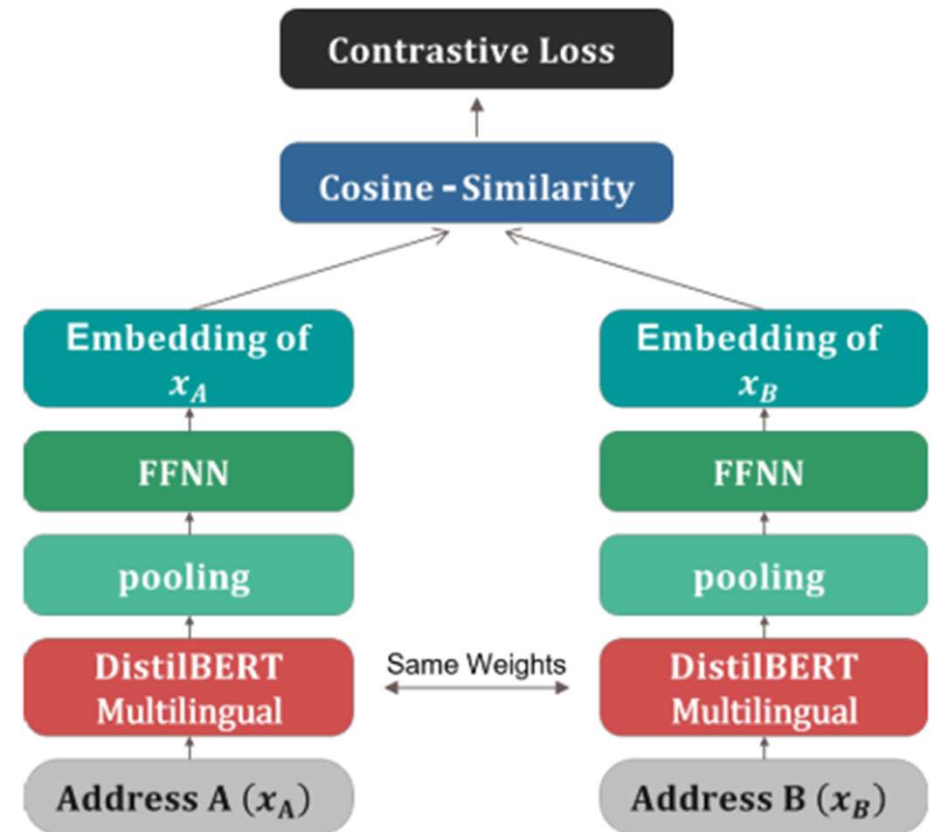 Contrastive Loss
Cosine-Similarity
Embedding of
x_A
Embedding of
x_B
FFNN
FFNN
pooling
pooling
DistilBERT
Multilingual
Same Weights
DistilBERT
Multilingual
Address A (x_A)
Address B (x_B)